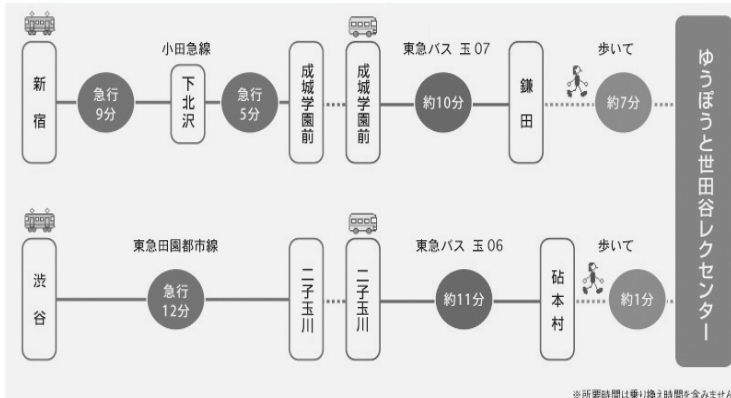 小田急線
東急バス 玉07
歩いて
新宿
急行
9分
下北沢
急行
5分
成城学園前
成城学園前
約10分
鎌田
約7分
ゆうぽうと世田谷レクセンター
東急田園都市線
東急バス 玉06
歩いて
渋谷
急行
12分
二子玉川
二子玉川
約11分
砧本村
約1分
※所要時間は乗り換え時間を含みません